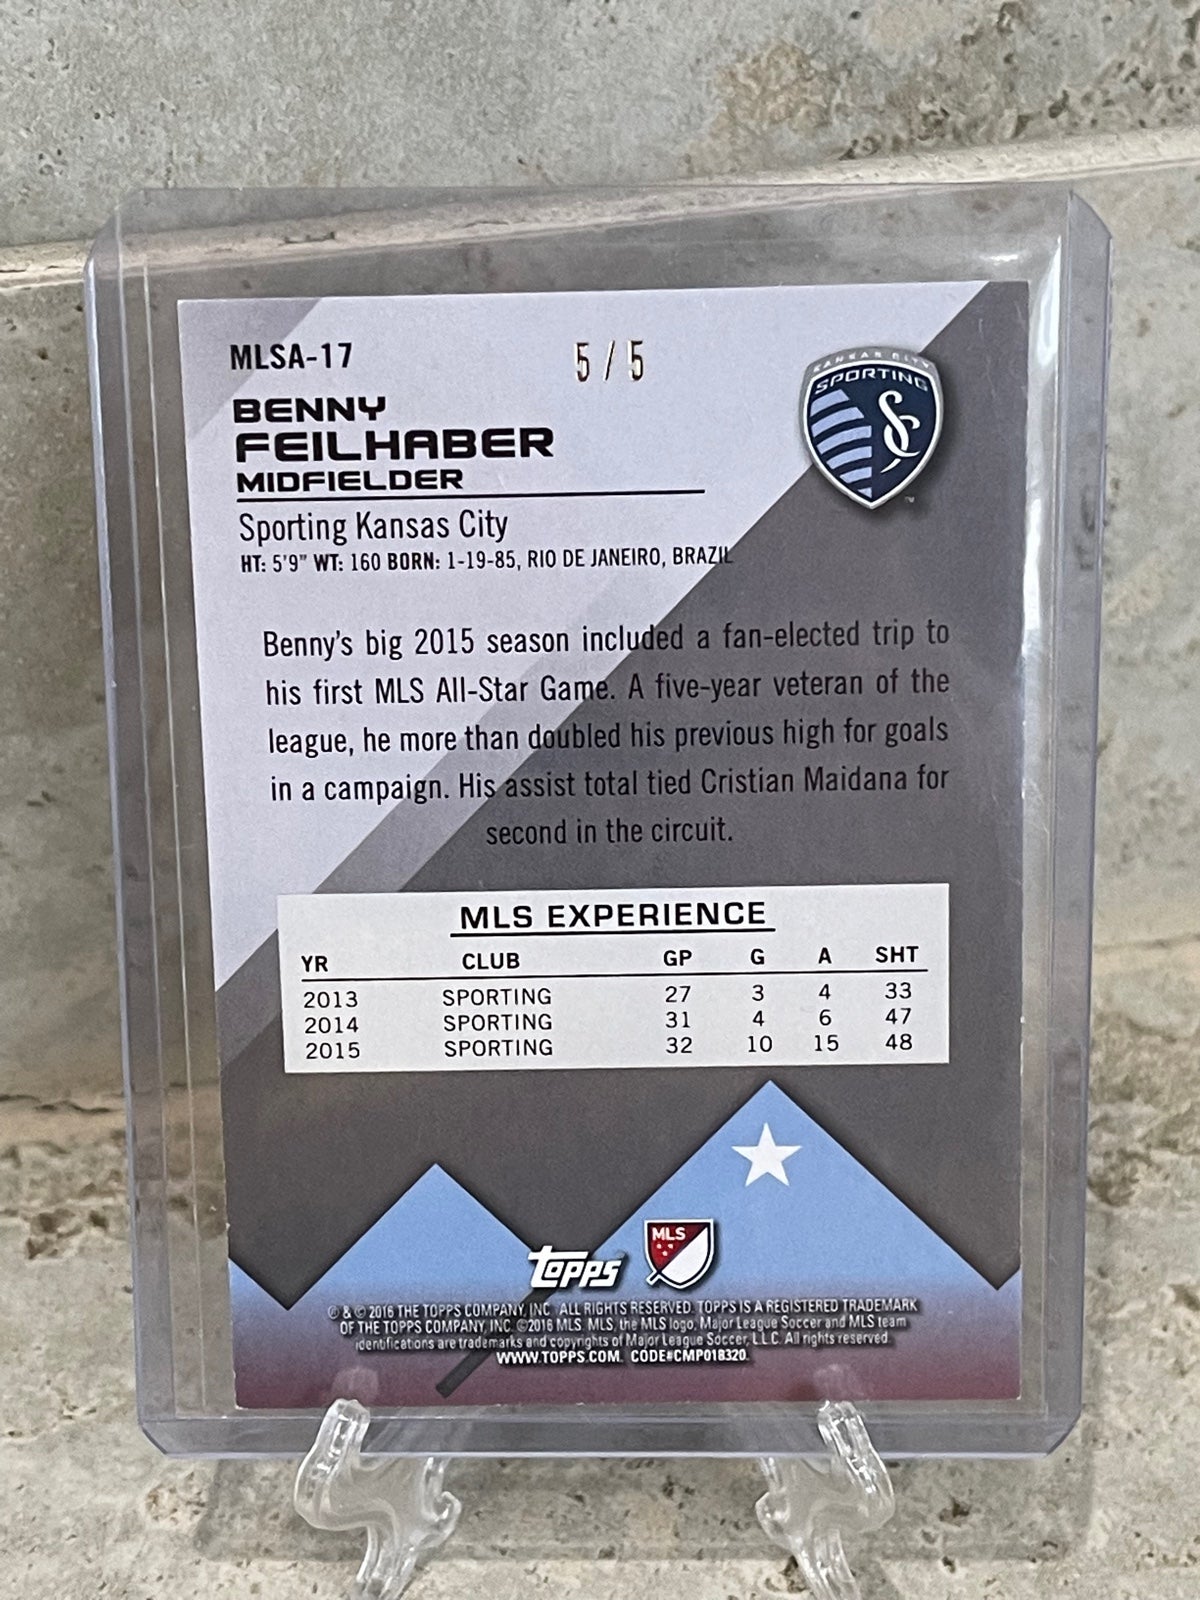 MLSA-17
5 / 5
KANSAS CITY
SPORTING
SC
BENNY
FEILHABER
MIDFIELDER
Sporting Kansas City
HT: 5'9" WT: 160 BORN: 1-19-85, RIO DE JANEIRO, BRAZIL
Benny's big 2015 season included a fan-elected trip to
his first MLS All-Star Game. A five-year veteran of the
league, he more than doubled his previous high for goals
in a campaign. His assist total tied Cristian Maidana for
second in the circuit.
MLS EXPERIENCE
YR CLUB GP G A SHT
2013 SPORTING 27 3 4 33
2014 SPORTING 31 4 6 47
2015 SPORTING 32 10 15 48
MLS
topps
® & © 2016 THE TOPPS COMPANY, INC. ALL RIGHTS RESERVED. TOPPS IS A REGISTERED TRADEMARK
OF THE TOPPS COMPANY, INC. ©2016 MLS. MLS, the MLS logo, Major League Soccer and MLS team
identifications are trademarks and copyrights of Major League Soccer, L.L.C. All rights reserved.
WWW.TOPPS.COM. CODE#CMP018320.